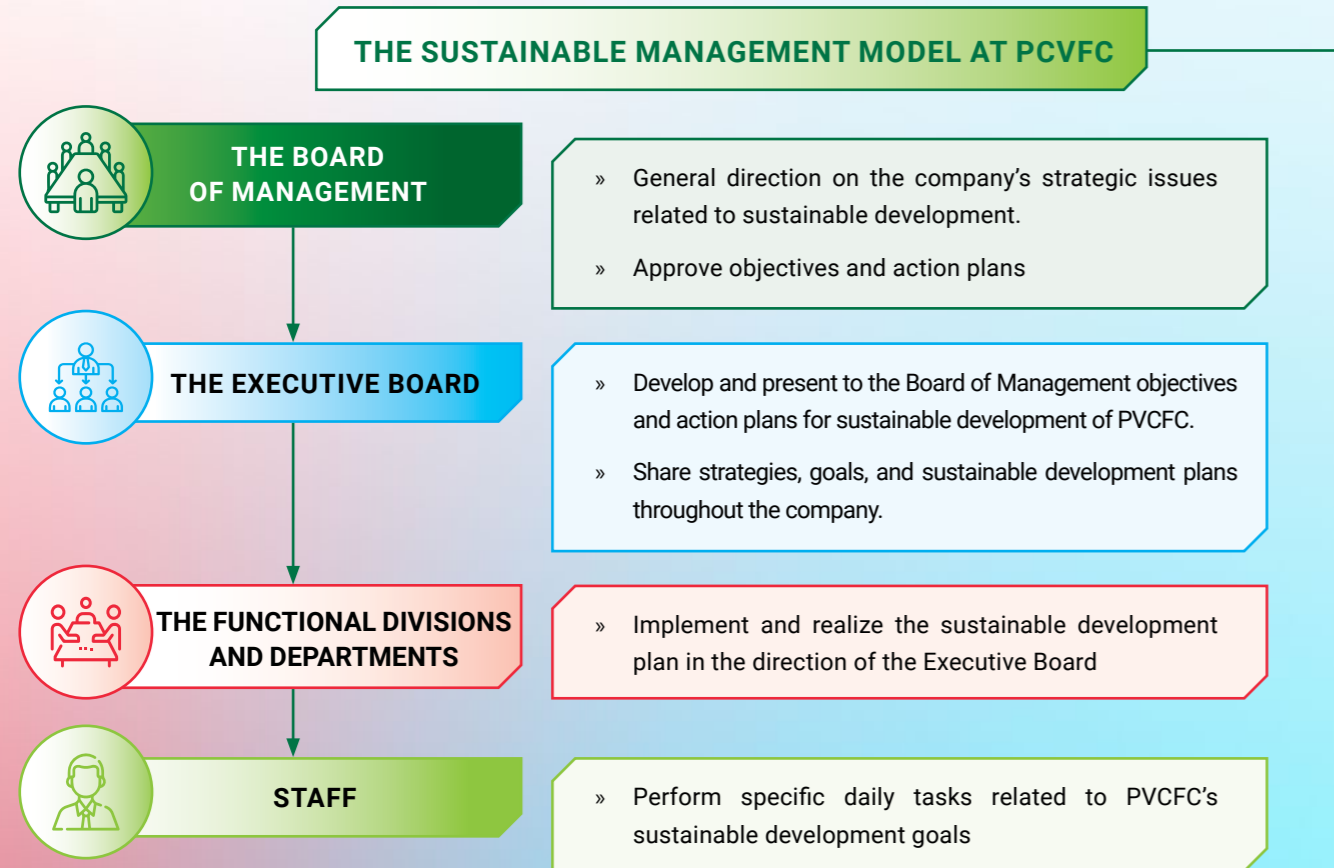 THE SUSTAINABLE MANAGEMENT MODEL AT PCVFC
THE BOARD
OF MANAGEMENT
» General direction on the company's strategic issues
related to sustainable development.
» Approve objectives and action plans
THE EXECUTIVE BOARD
» Develop and present to the Board of Management objectives
and action plans for sustainable development of PVCFC.
» Share strategies, goals, and sustainable development plans
throughout the company.
THE FUNCTIONAL DIVISIONS
AND DEPARTMENTS
» Implement and realize the sustainable development
plan in the direction of the Executive Board
STAFF
» Perform specific daily tasks related to PVCFC's
sustainable development goals